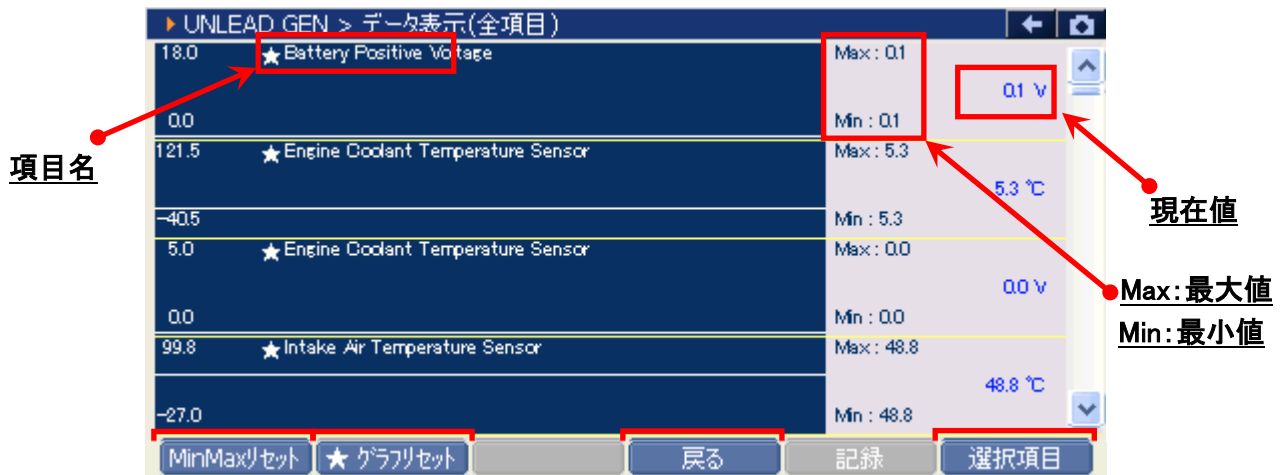 UNLEAD GEN > データ表示(全項目)
18.0 ★Battery Positive Voltage Max : 0.1
0.1 V
0.0 Min : 0.1
121.5 ★Engine Coolant Temperature Sensor Max : 5.3
5.3 ℃
-40.5 Min : 5.3
5.0 ★Engine Coolant Temperature Sensor Max : 0.0
0.0 V
0.0 Min : 0.0
99.8 ★Intake Air Temperature Sensor Max : 48.8
48.8 ℃
-27.0 Min : 48.8
MinMaxリセット ★ グラフリセット 戻る 記録 選択項目
項目名
現在値
Max:最大値
Min:最小値